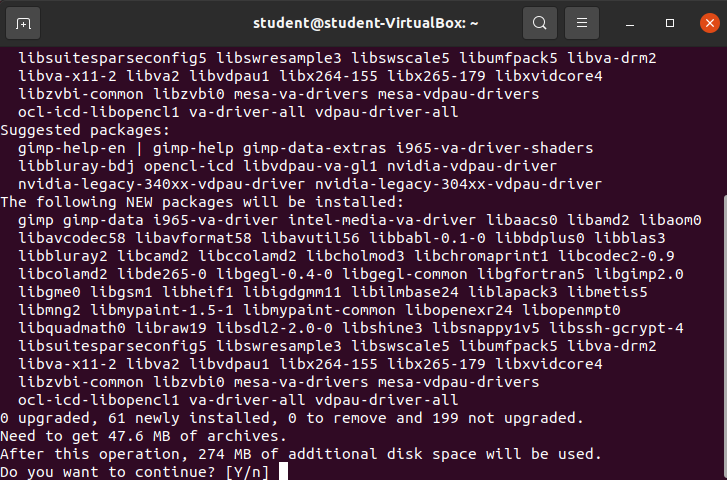 student@student-VirtualBox: ~
libsuitesparseconfig5 libswresample3 libswscale5 libumfpack5 libva-drm2
libva-x11-2 libva2 libvdpau1 libx264-155 libx265-179 libxvidcore4
libzvbi-common libzvbi0 mesa-va-drivers mesa-vdpau-drivers
ocl-icd-libopencl1 va-driver-all vdpau-driver-all
Suggested packages:
gimp-help-en | gimp-help gimp-data-extras i965-va-driver-shaders
libbluray-bdj opencl-icd libvdpau-va-gl1 nvidia-vdpau-driver
nvidia-legacy-340xx-vdpau-driver nvidia-legacy-304xx-vdpau-driver
The following NEW packages will be installed:
gimp gimp-data i965-va-driver intel-media-va-driver libaacs0 libamd2 libaom0
libavcodec58 libavformat58 libavutil56 libbabl-0.1-0 libbdplus0 libblas3
libbluray2 libcamd2 libccolamd2 libcholmod3 libchromaprint1 libcodec2-0.9
libcolamd2 libde265-0 libgegl-0.4-0 libgegl-common libgfortran5 libgimp2.0
libgme0 libgsm1 libheif1 libigdgmm11 libilmbase24 liblapack3 libmetis5
libmng2 libmypaint-1.5-1 libmypaint-common libopenexr24 libopenmpt0
libquadmath0 libraw19 libsdl2-2.0-0 libshine3 libsnappy1v5 libssh-gcrypt-4
libsuitesparseconfig5 libswresample3 libswscale5 libumfpack5 libva-drm2
libva-x11-2 libva2 libvdpau1 libx264-155 libx265-179 libxvidcore4
libzvbi-common libzvbi0 mesa-va-drivers mesa-vdpau-drivers
ocl-icd-libopencl1 va-driver-all vdpau-driver-all
0 upgraded, 61 newly installed, 0 to remove and 199 not upgraded.
Need to get 47.6 MB of archives.
After this operation, 274 MB of additional disk space will be used.
Do you want to continue? [Y/n]